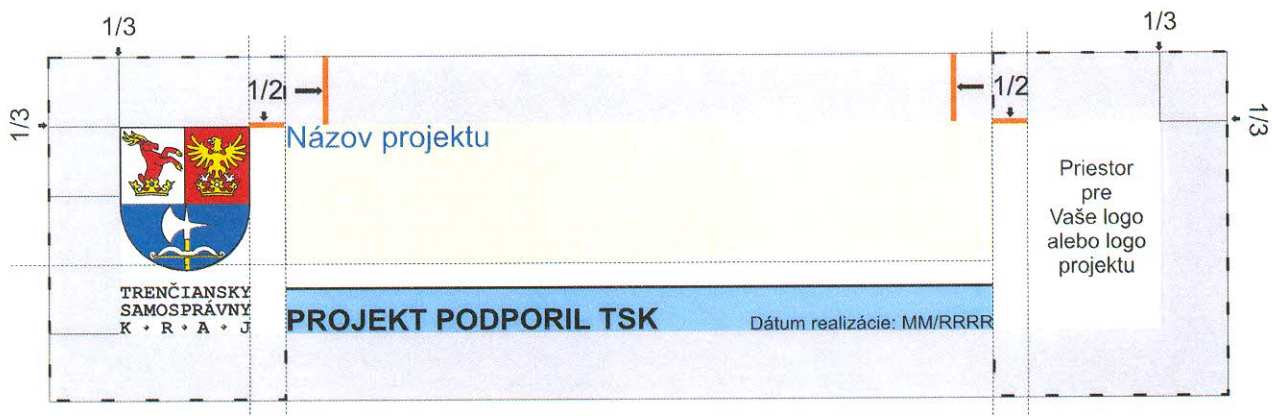 1/3
1/3
1/2
1/2
1/3
1/3
Názov projektu
Priestor
pre
Vaše logo
alebo logo
projektu
TRENČIANSKY
SAMOSPRÁVNY
K • R • A • J
PROJEKT PODPORIL TSK
Dátum realizácie: MM/RRRR